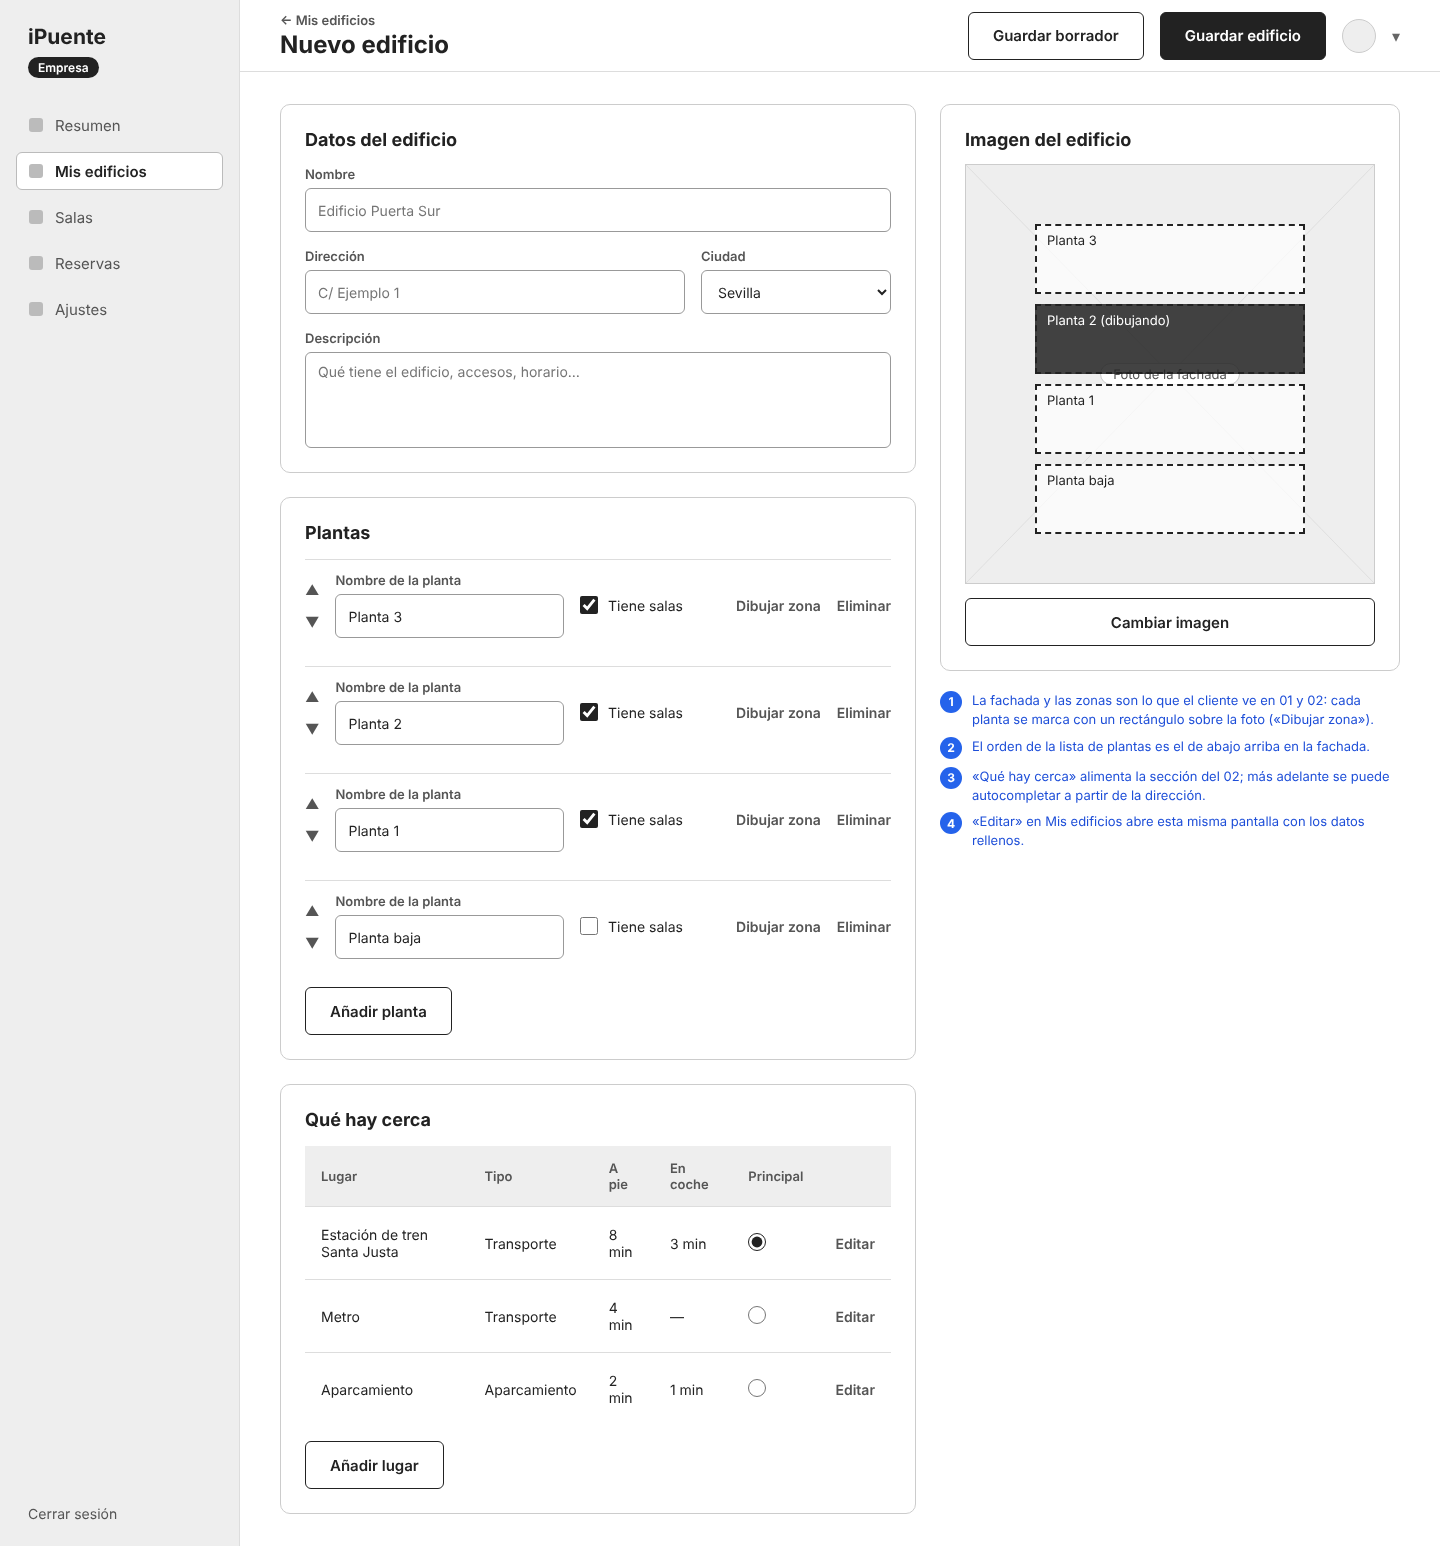 iPuente
Empresa
Resumen
Mis edificios
Salas
Reservas
Ajustes
Cerrar sesión
← Mis edificios
Nuevo edificio
Guardar borrador
Guardar edificio
Datos del edificio
Nombre
Edificio Puerta Sur
Dirección
Ciudad
C/ Ejemplo 1
Sevilla
Descripción
Qué tiene el edificio, accesos, horario...
Plantas
Nombre de la planta
Planta 3
Tiene salas
Dibujar zona
Eliminar
Nombre de la planta
Planta 2
Tiene salas
Dibujar zona
Eliminar
Nombre de la planta
Planta 1
Tiene salas
Dibujar zona
Eliminar
Nombre de la planta
Planta baja
Tiene salas
Dibujar zona
Eliminar
Añadir planta
Qué hay cerca
Lugar Tipo A pie En coche Principal
Estación de tren Santa Justa Transporte 8 min 3 min Editar
Metro Transporte 4 min — Editar
Aparcamiento Aparcamiento 2 min 1 min Editar
Añadir lugar
Imagen del edificio
Planta 3
Planta 2 (dibujando)
Foto de la fachada
Planta 1
Planta baja
Cambiar imagen
1 La fachada y las zonas son lo que el cliente ve en 01 y 02: cada
planta se marca con un rectángulo sobre la foto («Dibujar zona»).
2 El orden de la lista de plantas es el de abajo arriba en la fachada.
3 «Qué hay cerca» alimenta la sección del 02; más adelante se puede
autocompletar a partir de la dirección.
4 «Editar» en Mis edificios abre esta misma pantalla con los datos
rellenos.